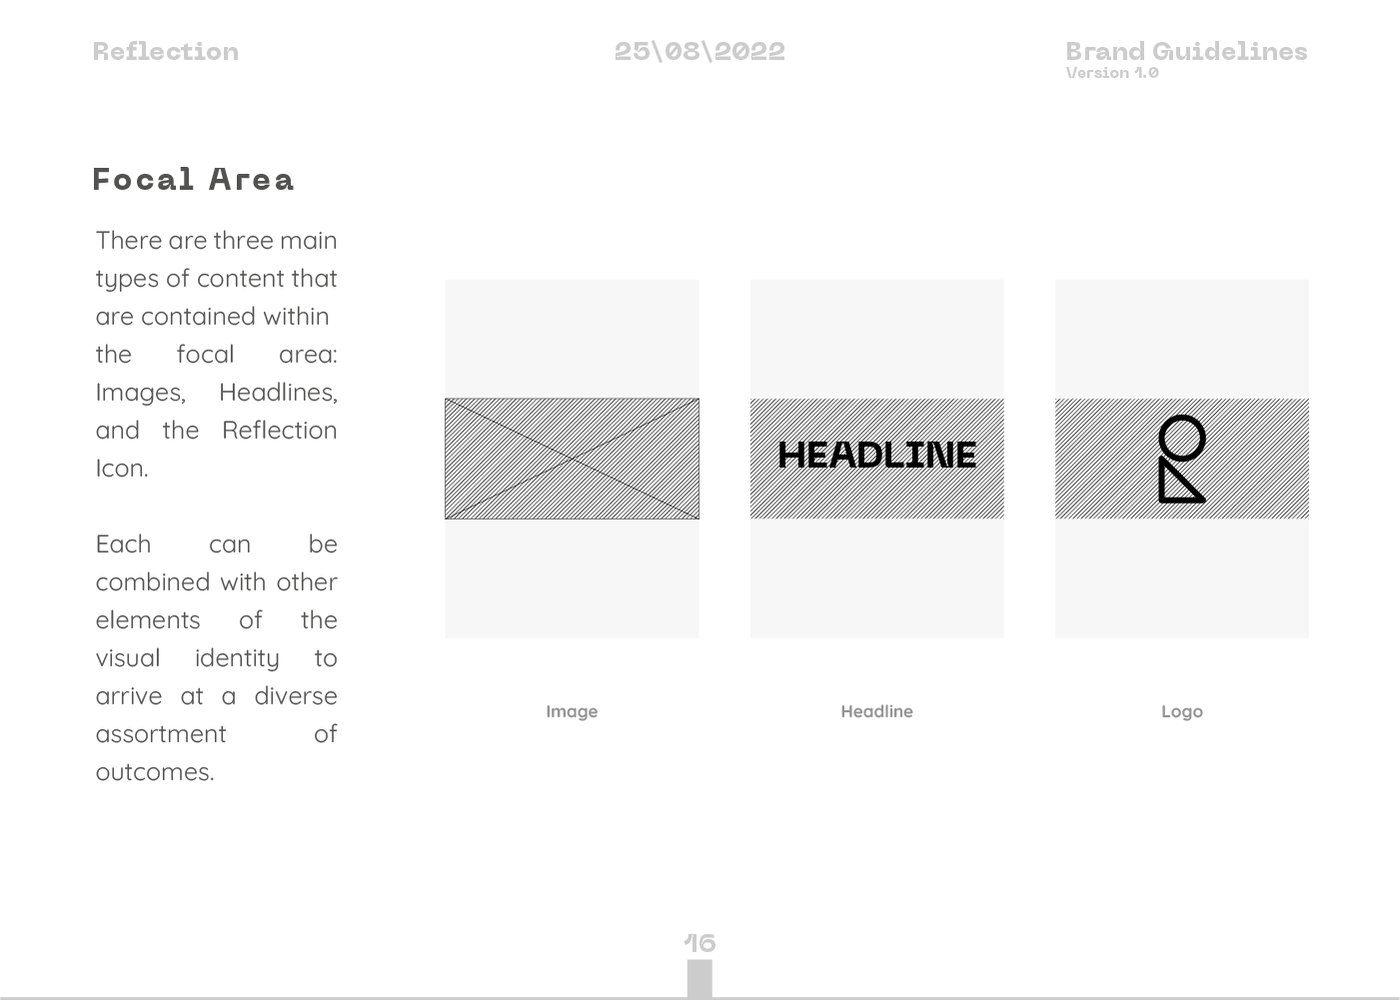 Reflection
25\08\2022
Brand Guidelines
Version 1.0
Focal Area
There are three main
types of content that
are contained within
the focal area:
Images, Headlines,
and the Reflection
Icon.
Each can be
combined with other
elements of the
visual identity to
arrive at a diverse
assortment of
outcomes.
HEADLINE
Image
Headline
Logo
16